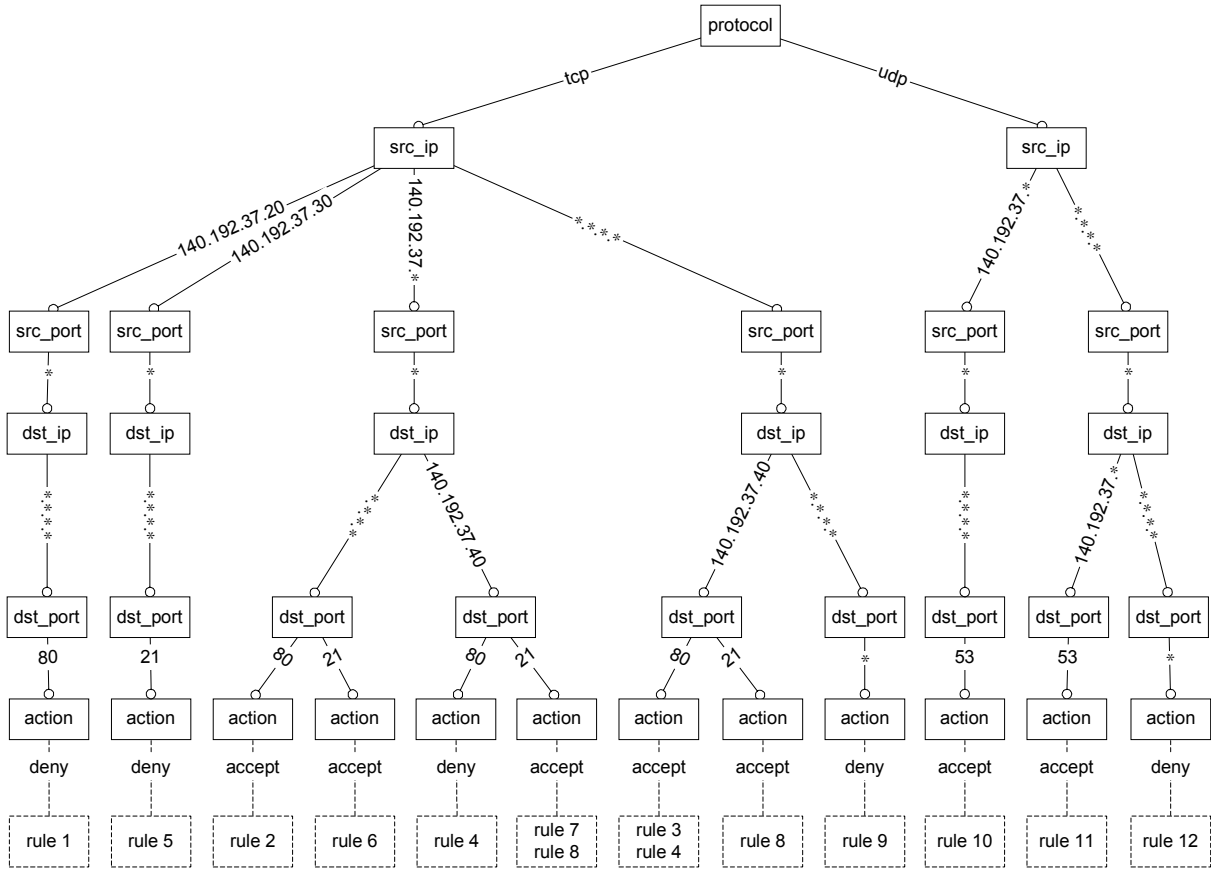 protocol
tcp
udp
src_ip
src_ip
140.192.37.20
140.192.37.30
140.192.37.*
*.*.*.*
140.192.37.*
*.*.*.*
src_port
src_port
src_port
src_port
src_port
src_port
*
*
*
*
*
*
dst_ip
dst_ip
dst_ip
dst_ip
dst_ip
dst_ip
*.*.*.*
*.*.*.*
*.*.*.*
140.192.37.40
140.192.37.40
*.*.*.*
*.*.*.*
140.192.37.*
*.*.*.*
dst_port
dst_port
dst_port
dst_port
dst_port
dst_port
dst_port
dst_port
dst_port
80
21
80
21
80
21
80
21
*
53
53
*
action
action
action
action
action
action
action
action
action
action
action
action
deny
deny
accept
accept
deny
accept
accept
accept
deny
accept
accept
deny
rule 1
rule 5
rule 2
rule 6
rule 4
rule 7
rule 8
rule 3
rule 4
rule 8
rule 9
rule 10
rule 11
rule 12